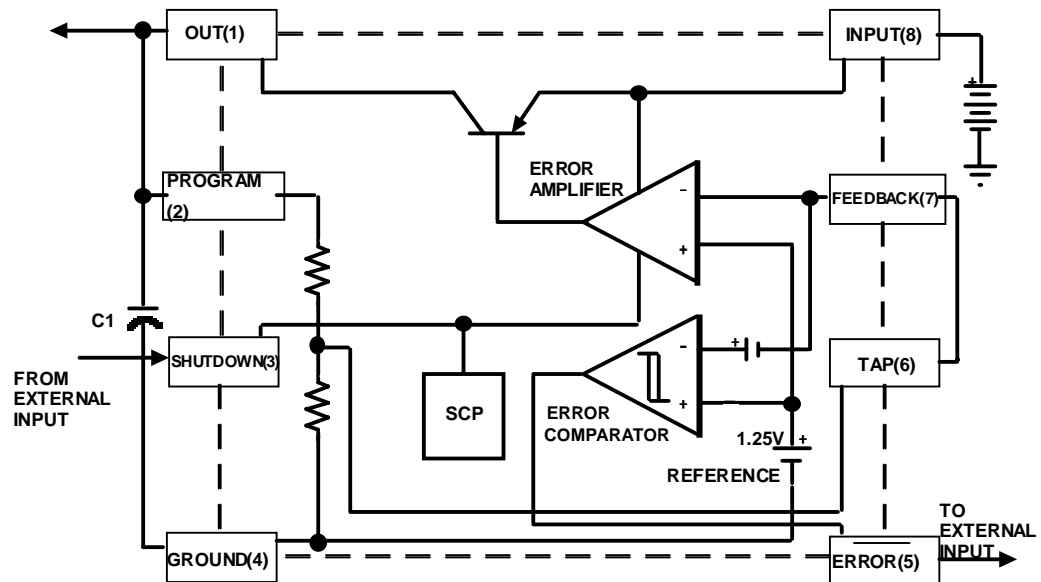 OUT(1)
INPUT(8)
+
ERROR
AMPLIFIER
-
+
PROGRAM
(2)
FEEDBACK(7)
C1
SHUTDOWN(3)
FROM
EXTERNAL
INPUT
SCP
-
+
+
ERROR
COMPARATOR
TAP(6)
1.25V
+
REFERENCE
GROUND(4)
ERROR(5)
TO
EXTERNAL
INPUT